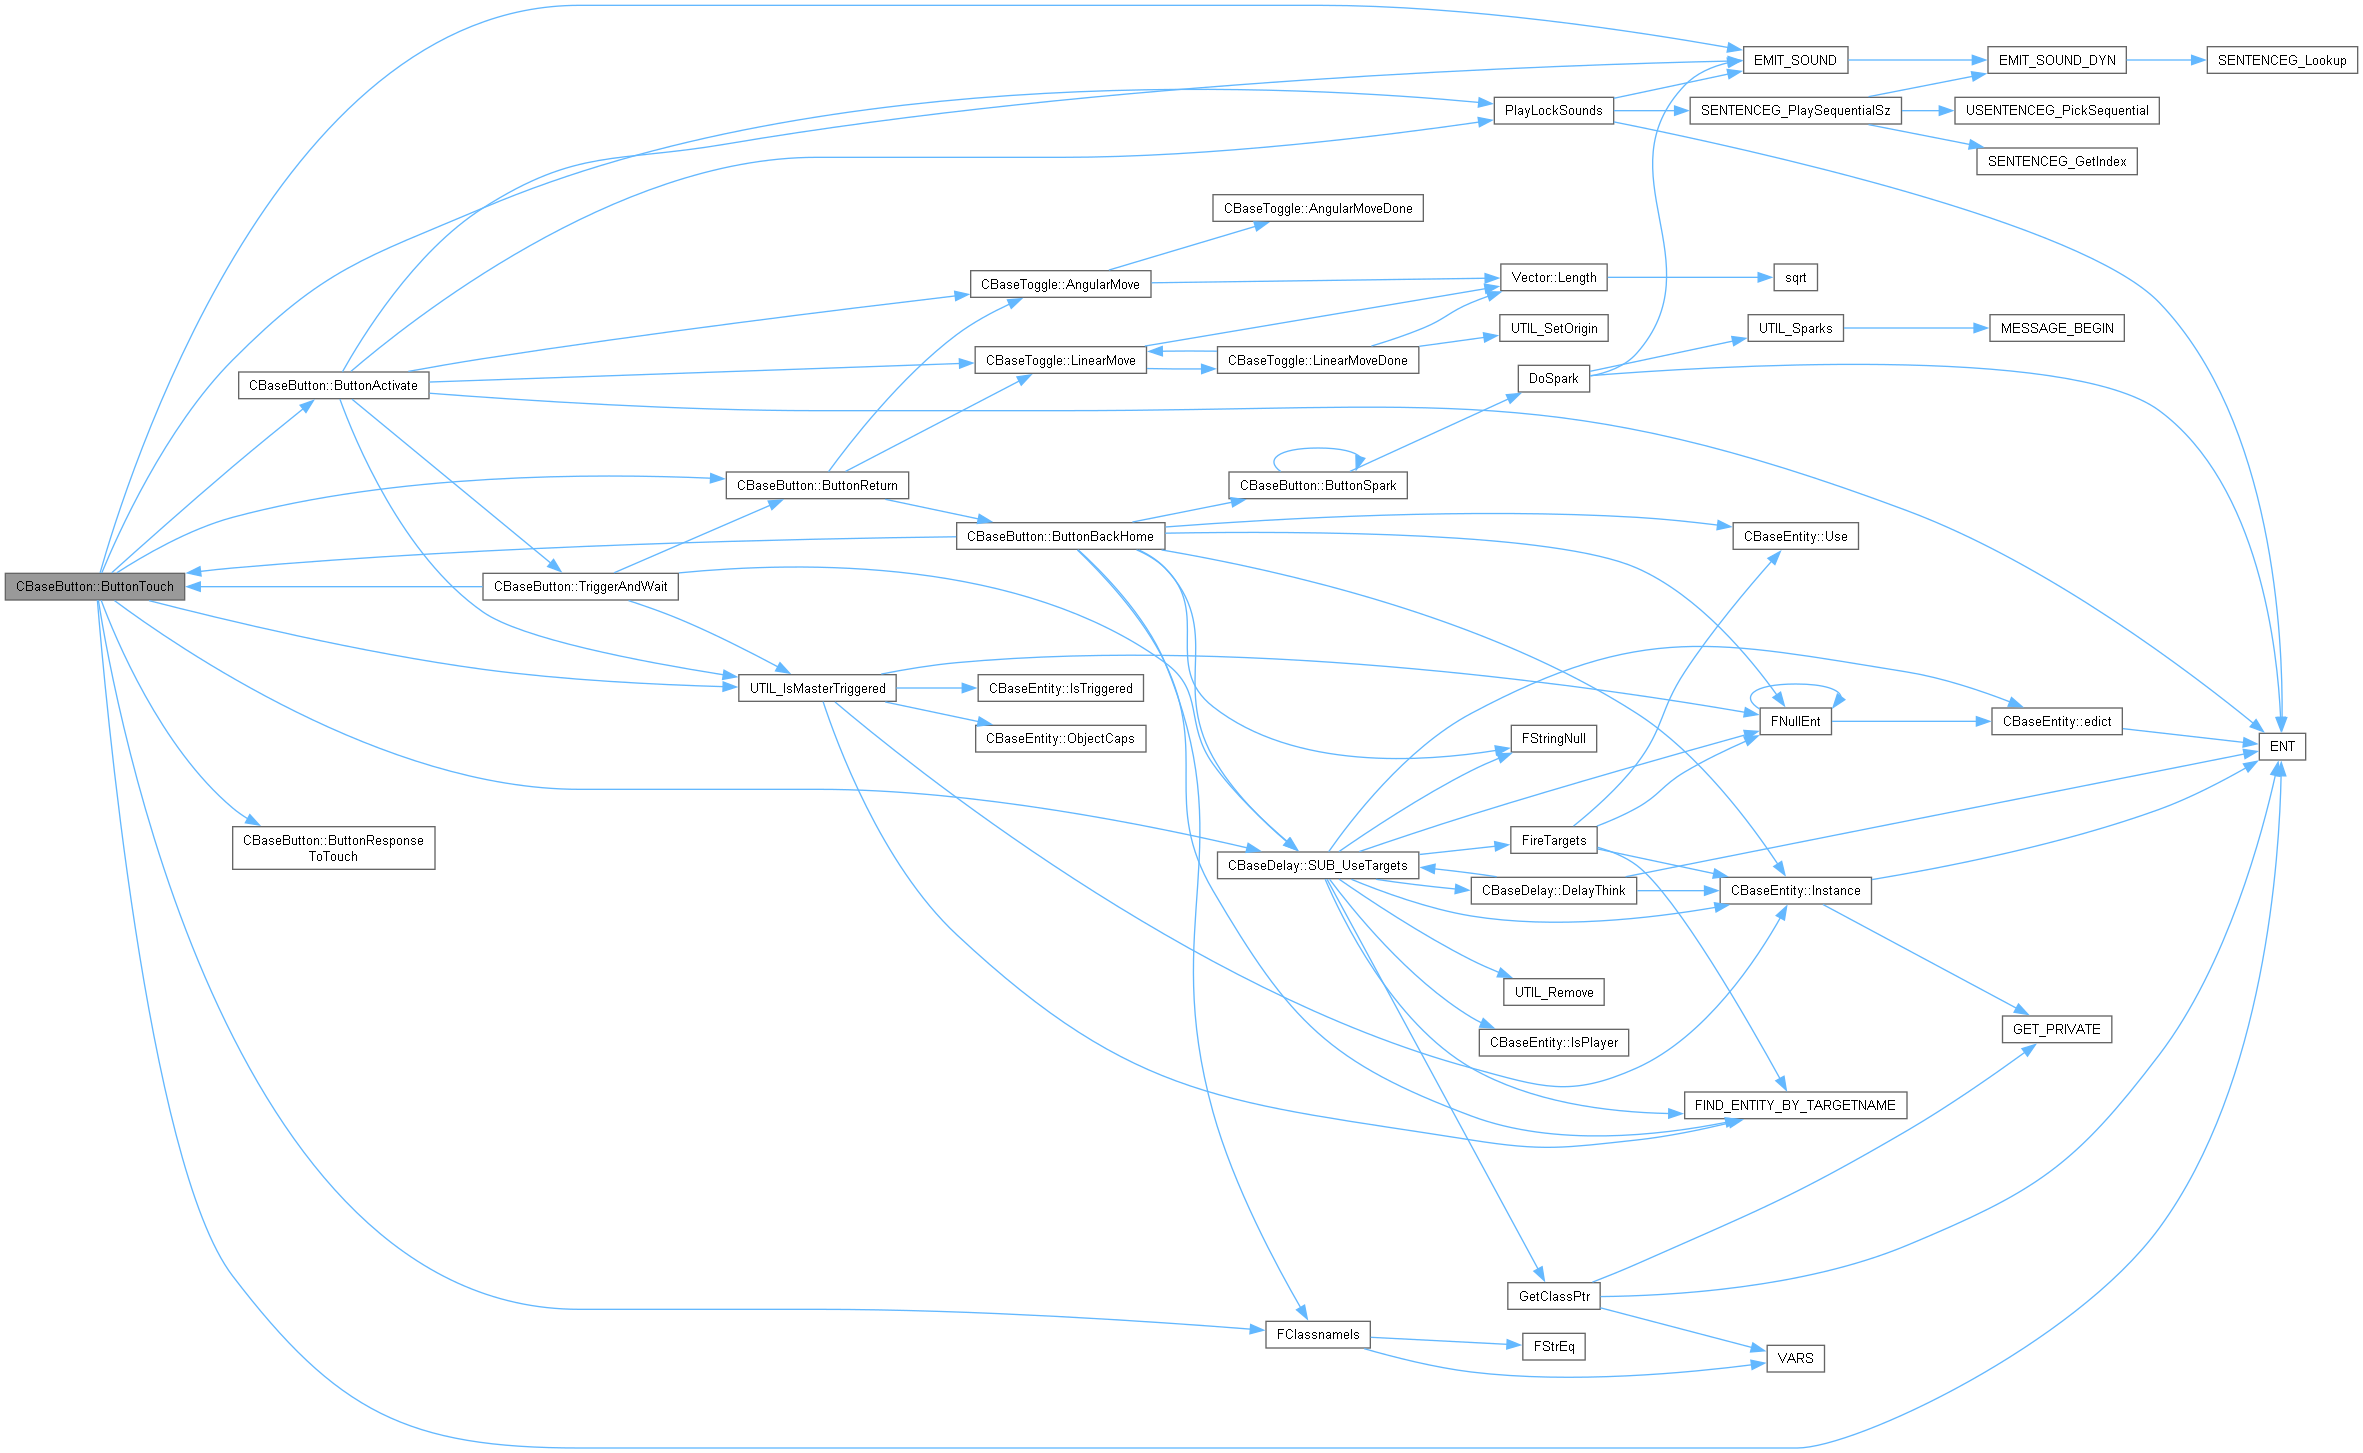 EMIT_SOUND
EMIT_SOUND_DYN
SENTENCEG_Lookup
PlayLockSounds
SENTENCEG_PlaySequentialSz
USENTENCEG_PickSequential
SENTENCEG_GetIndex
CBaseToggle::AngularMoveDone
CBaseToggle::AngularMove
Vector::Length
sqrt
UTIL_SetOrigin
UTIL_Sparks
MESSAGE_BEGIN
CBaseToggle::LinearMove
CBaseToggle::LinearMoveDone
DoSpark
CBaseButton::ButtonActivate
CBaseButton::ButtonReturn
CBaseButton::ButtonSpark
CBaseButton::ButtonBackHome
CBaseEntity::Use
CBaseButton::ButtonTouch
CBaseButton::TriggerAndWait
UTIL_IsMasterTriggered
CBaseEntity::IsTriggered
FNullEnt
CBaseEntity::edict
CBaseEntity::ObjectCaps
FStringNull
ENT
CBaseButton::ButtonResponse
ToTouch
FireTargets
CBaseDelay::SUB_UseTargets
CBaseDelay::DelayThink
CBaseEntity::Instance
UTIL_Remove
GET_PRIVATE
CBaseEntity::IsPlayer
FIND_ENTITY_BY_TARGETNAME
GetClassPtr
FClassnameIs
FStrEq
VARS